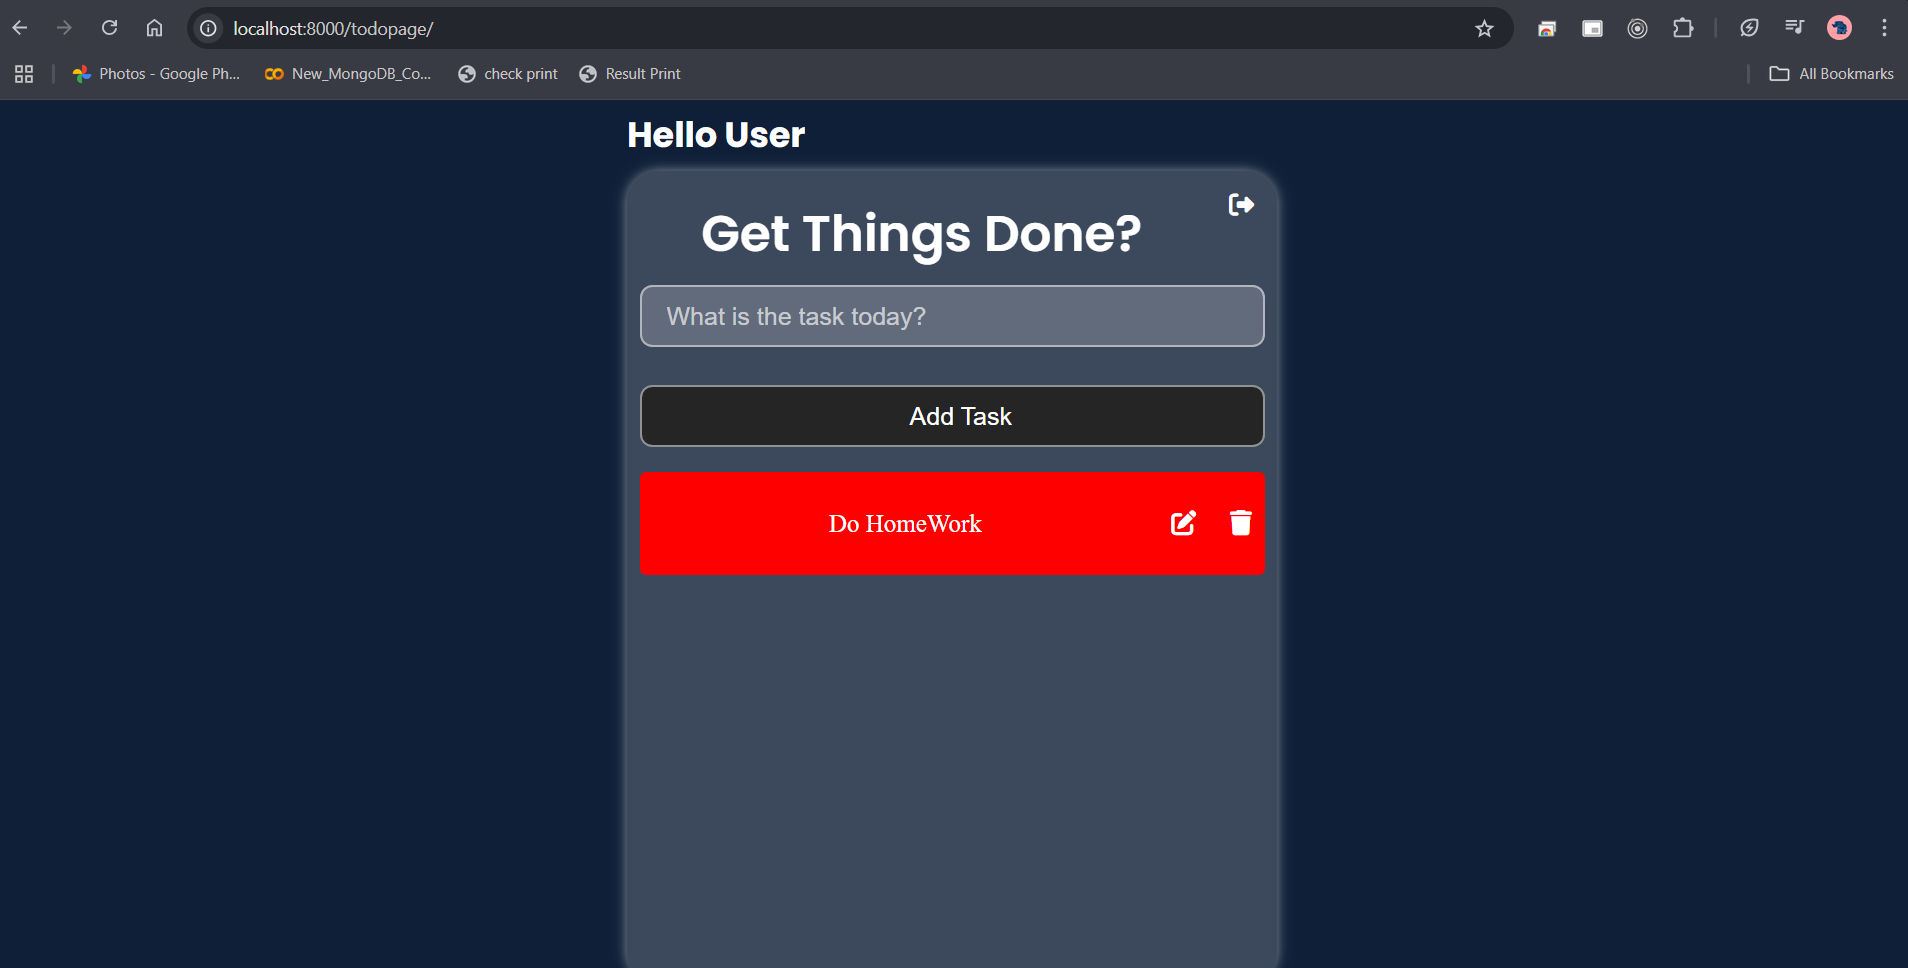 localhost:8000/todopage/
Photos - Google Ph... New_MongoDB_Co... check print Result Print All Bookmarks
Hello User
Get Things Done?
What is the task today?
Add Task
Do HomeWork